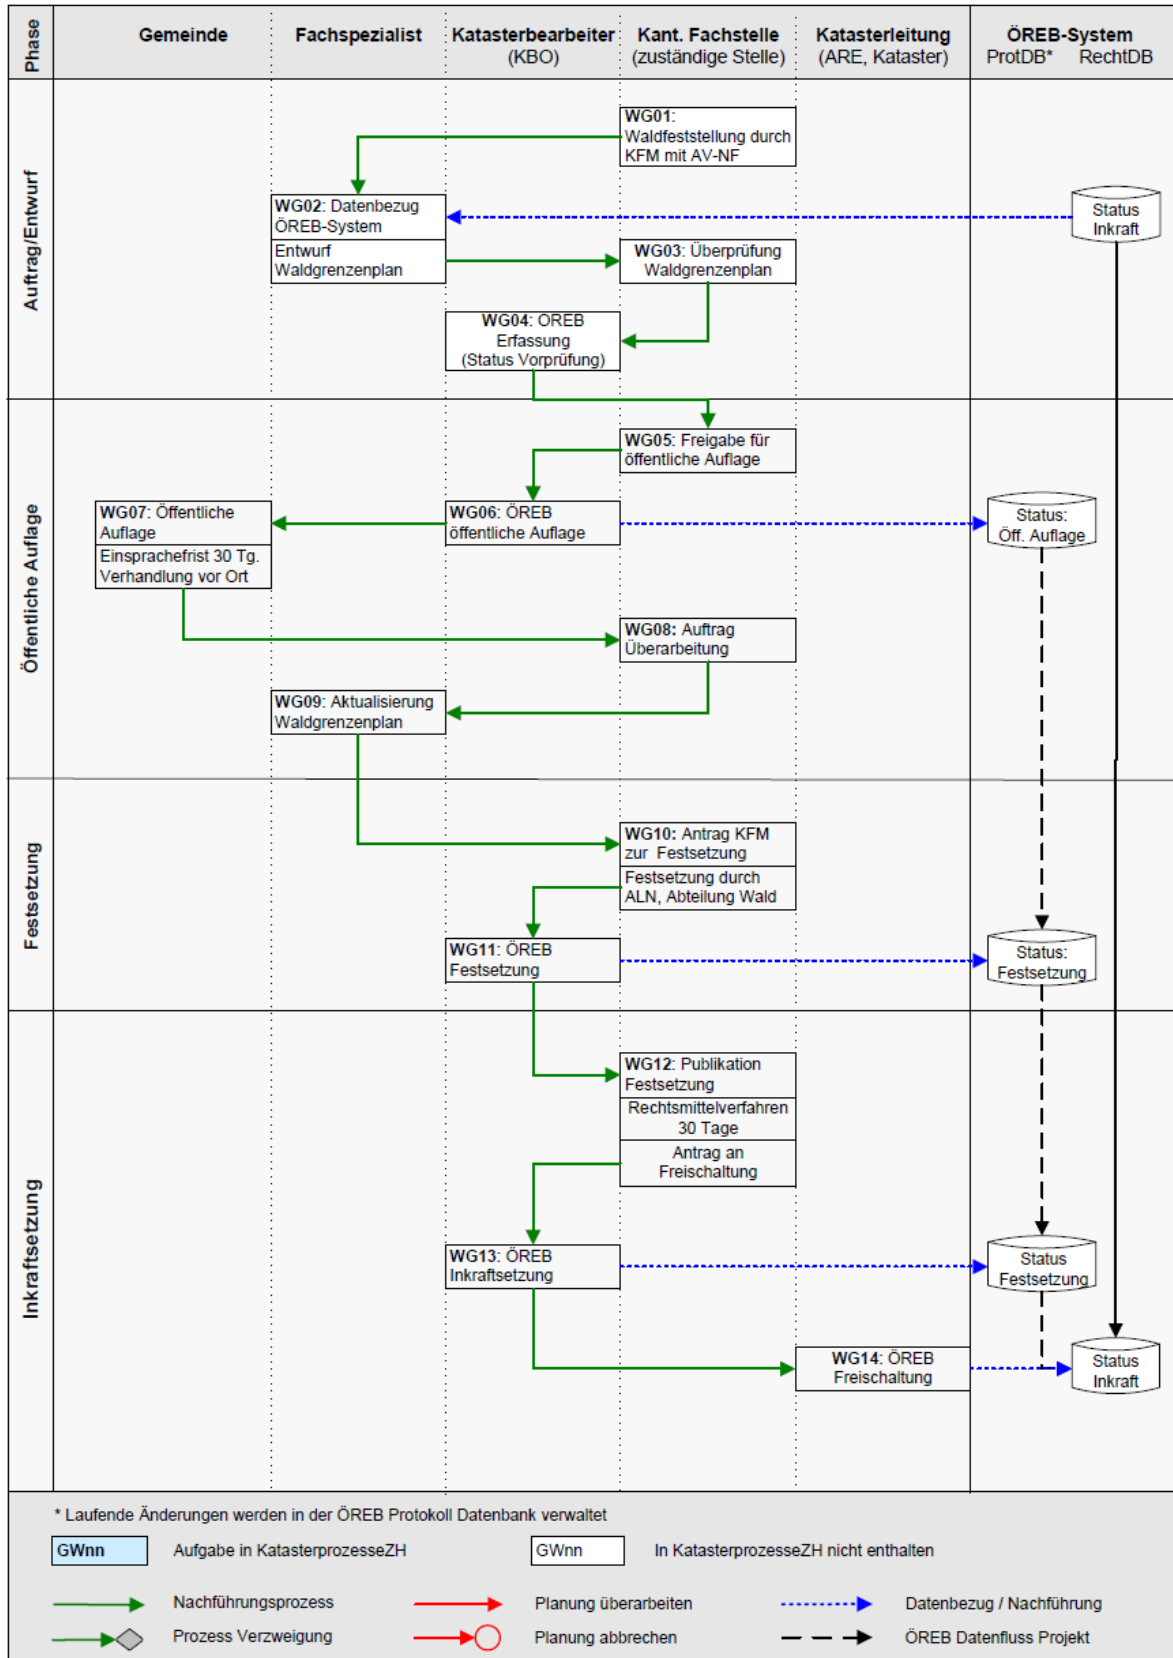 Phase
Gemeinde
Fachspezialist
Katasterbearbeiter
(KBO)
Kant. Fachstelle
(zuständige Stelle)
Katasterleitung
(ARE, Kataster)
ÖREB-System
ProtDB* RechtDB
Auftrag/Entwurf
WG01:
Waldfeststellung durch
KFM mit AV-NF
WG02: Datenbezug
ÖREB-System
Entwurf
Waldgrenzenplan
Status
Inkraft
WG03: Überprüfung
Waldgrenzenplan
WG04: ÖREB
Erfassung
(Status Vorprüfung)
Öffentliche Auflage
WG05: Freigabe für
öffentliche Auflage
WG07: Öffentliche
Auflage
Einsprachefrist 30 Tg.
Verhandlung vor Ort
WG06: ÖREB
öffentliche Auflage
Status:
Öff. Auflage
WG08: Auftrag
Überarbeitung
WG09: Aktualisierung
Waldgrenzenplan
Festsetzung
WG10: Antrag KFM
zur Festsetzung
Festsetzung durch
ALN, Abteilung Wald
WG11: ÖREB
Festsetzung
Status:
Festsetzung
Inkraftsetzung
WG12: Publikation
Festsetzung
Rechtsmittelverfahren
30 Tage
Antrag an
Freischaltung
WG13: ÖREB
Inkraftsetzung
Status
Festsetzung
WG14: ÖREB
Freischaltung
Status
Inkraft
* Laufende Änderungen werden in der ÖREB Protokoll Datenbank verwaltet
GWnn Aufgabe in KatasterprozesseZH
GWnn In KatasterprozesseZH nicht enthalten
Nachführungsprozess
Planung überarbeiten
Datenbezug / Nachführung
Prozess Verzweigung
Planung abbrechen
ÖREB Datenfluss Projekt